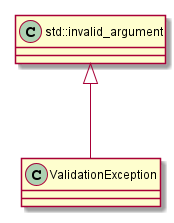 C std::invalid_argument
C ValidationException